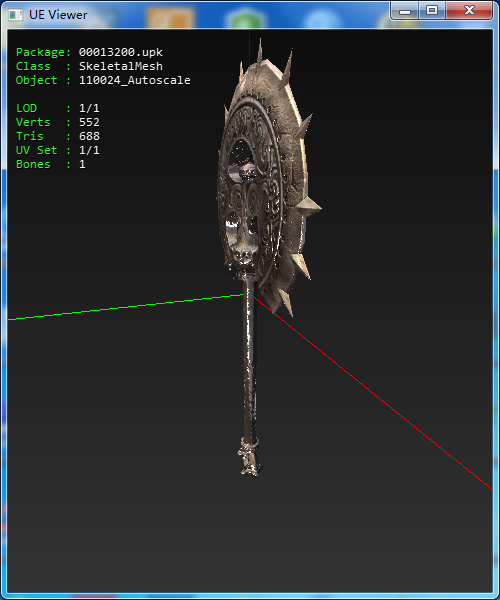 UE Viewer
Package: 00013200.upk
Class : SkeletalMesh
Object : 110024_Autoscale
LOD : 1/1
Verts : 552
Tris : 688
UV Set : 1/1
Bones : 1